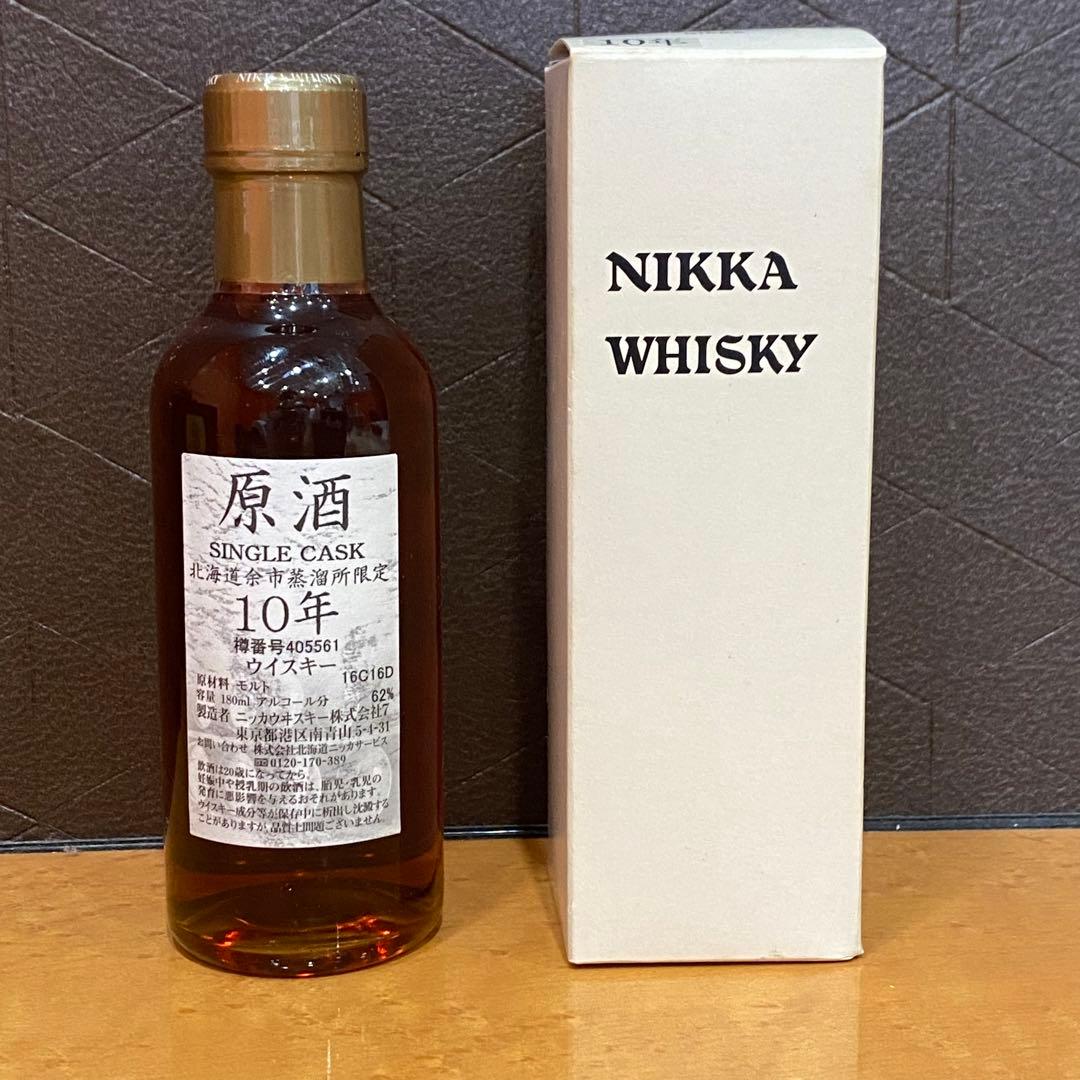 NIKKA WHISKY
原酒
SINGLE CASK
北海道余市蒸溜所限定
10年
樽番号405561
ウイスキー
16C16D
原材料 モルト
容量 180ml アルコール分 62%
製造者 ニッカウヰスキー株式会社7
東京都港区南青山5-4-31
お問い合わせ 株式会社北海道ニッカサービス
0120-170-389
飲酒は20歳になってから。
妊娠中や授乳期の飲酒は、胎児・乳児の
発育に悪影響を与えるおそれがあります。
ウイスキー成分等が保存中に析出し沈澱する
ことがありますが、品質上問題ございません。
10年
NIKKA
WHISKY